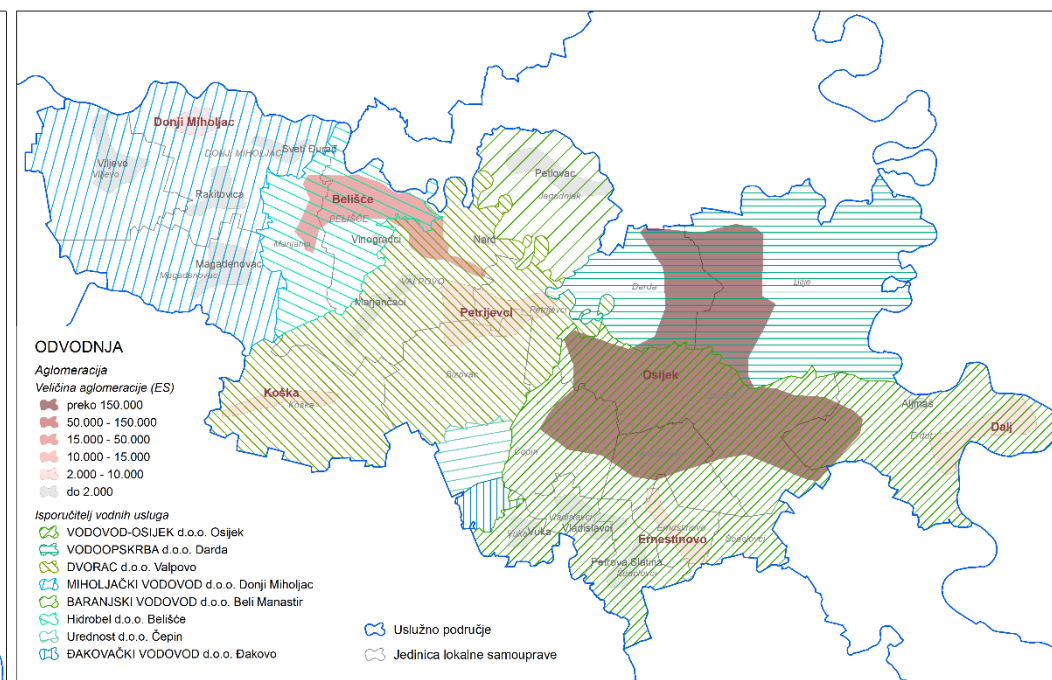 Donji Miholjac
DONJI MIHOLJAC
Sveti Đurađ
Viljevo
Viljevo
Rakitovica
Petlovac
Jagodnjak
Belišće
BELIŠĆE
Marijanci
Vinogradci
Nard
Magadenovac
Magadenovac
VALPOVO
Darda
Bilje
Marjančaci
Petrijevci
Petrijevci
Bizovac
Osijek
Koška
Koška
Aljmaš
Dalj
Erdut
Čepin
Vladislavci
Vladislavci
Vuka
Vuka
Ernestinovo
Ernestinovo
Šodolovci
Petrova Slatina
Šodolovci
ODVODNJA
Aglomeracija
Veličina aglomeracije (ES)
preko 150.000
50.000 - 150.000
15.000 - 50.000
10.000 - 15.000
2.000 - 10.000
do 2.000
Isporučitelj vodnih usluga
VODOVOD-OSIJEK d.o.o. Osijek
VODOOPSKRBA d.o.o. Darda
DVORAC d.o.o. Valpovo
MIHOLJAČKI VODOVOD d.o.o. Donji Miholjac
BARANJSKI VODOVOD d.o.o. Beli Manastir
Hidrobel d.o.o. Belišće
Urednost d.o.o. Čepin
ĐAKOVAČKI VODOVOD d.o.o. Đakovo
Uslužno područje
Jedinica lokalne samouprave